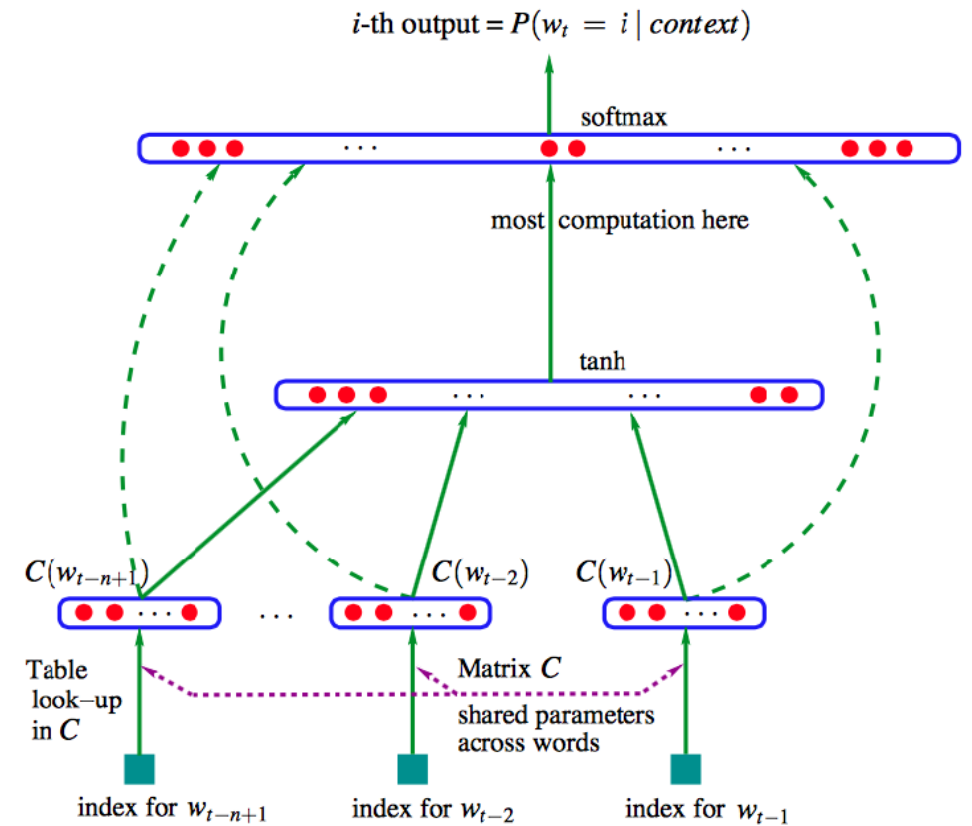 i-th output = P(w_t = i | context)
softmax
...
...
most computation here
tanh
...
...
C(w_{t−n+1})
C(w_{t−2})
C(w_{t−1})
...
...
...
...
Table
look−up
in C
Matrix C
shared parameters
across words
index for w_{t−n+1}
index for w_{t−2}
index for w_{t−1}